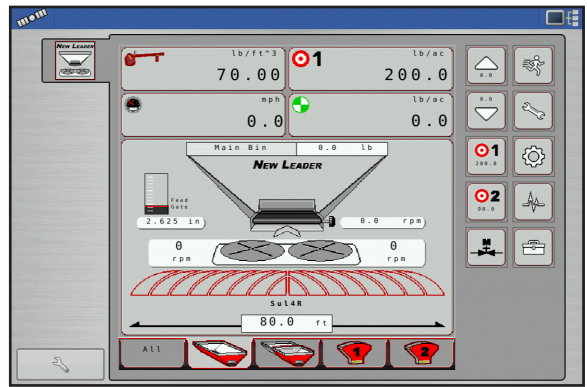 NEW LEADER
lb/ft^3
70.00
1
lb/ac
200.0
mph
0.0
lb/ac
0.0
Main Bin 0.0 lb
NEW LEADER
Feed
Gate
2.625 in
0.0 rpm
0
rpm
0
rpm
Sul4R
80.0 ft
All
1
2
0.0
0.0
1
200.0
2
90.0
M